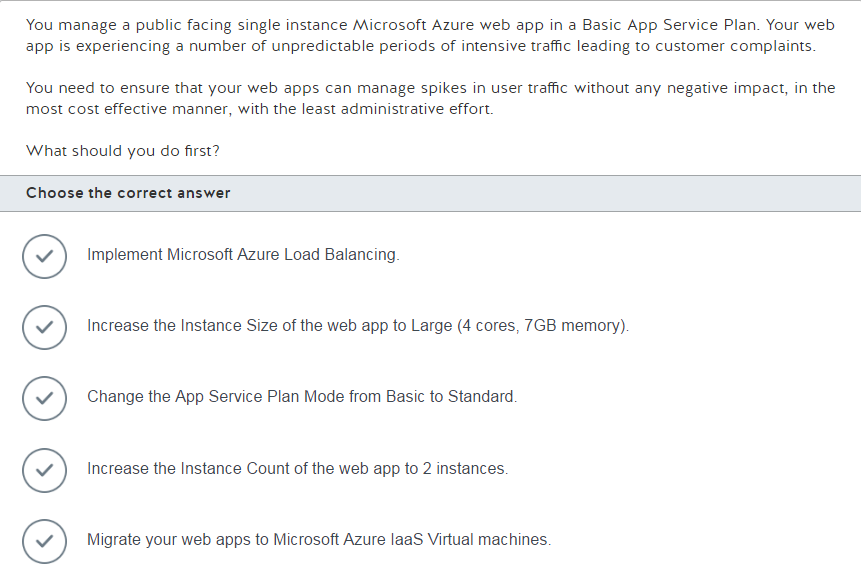 You manage a public facing single instance Microsoft Azure web app in a Basic App Service Plan. Your web
app is experiencing a number of unpredictable periods of intensive traffic leading to customer complaints.
You need to ensure that your web apps can manage spikes in user traffic without any negative impact, in the
most cost effective manner, with the least administrative effort.
What should you do first?
Choose the correct answer
Implement Microsoft Azure Load Balancing.
Increase the Instance Size of the web app to Large (4 cores, 7GB memory).
Change the App Service Plan Mode from Basic to Standard.
Increase the Instance Count of the web app to 2 instances.
Migrate your web apps to Microsoft Azure IaaS Virtual machines.